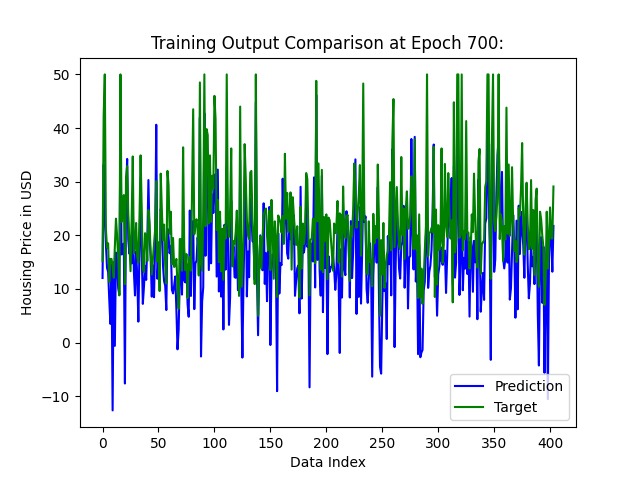 Training Output Comparison at Epoch 700:
50
40
30
20
10
0
−10
Housing Price in USD
0 50 100 150 200 250 300 350 400
Data Index
Prediction
Target